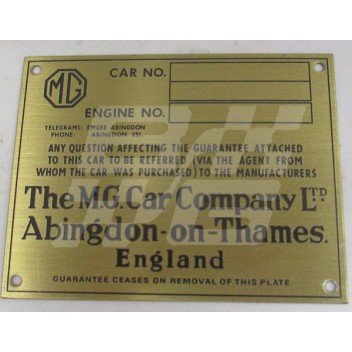 MG
CAR NO.
ENGINE NO.
TELEGRAMS: EMGEE ABINGDON
PHONE: ABINGDON 251.
ANY QUESTION AFFECTING THE GUARANTEE ATTACHED
TO THIS CAR TO BE REFERRED (VIA THE AGENT FROM
WHOM THE CAR WAS PURCHASED) TO THE MANUFACTURERS
The M.G. Car Company LTD
Abingdon-on-Thames.
England
GUARANTEE CEASES ON REMOVAL OF THIS PLATE